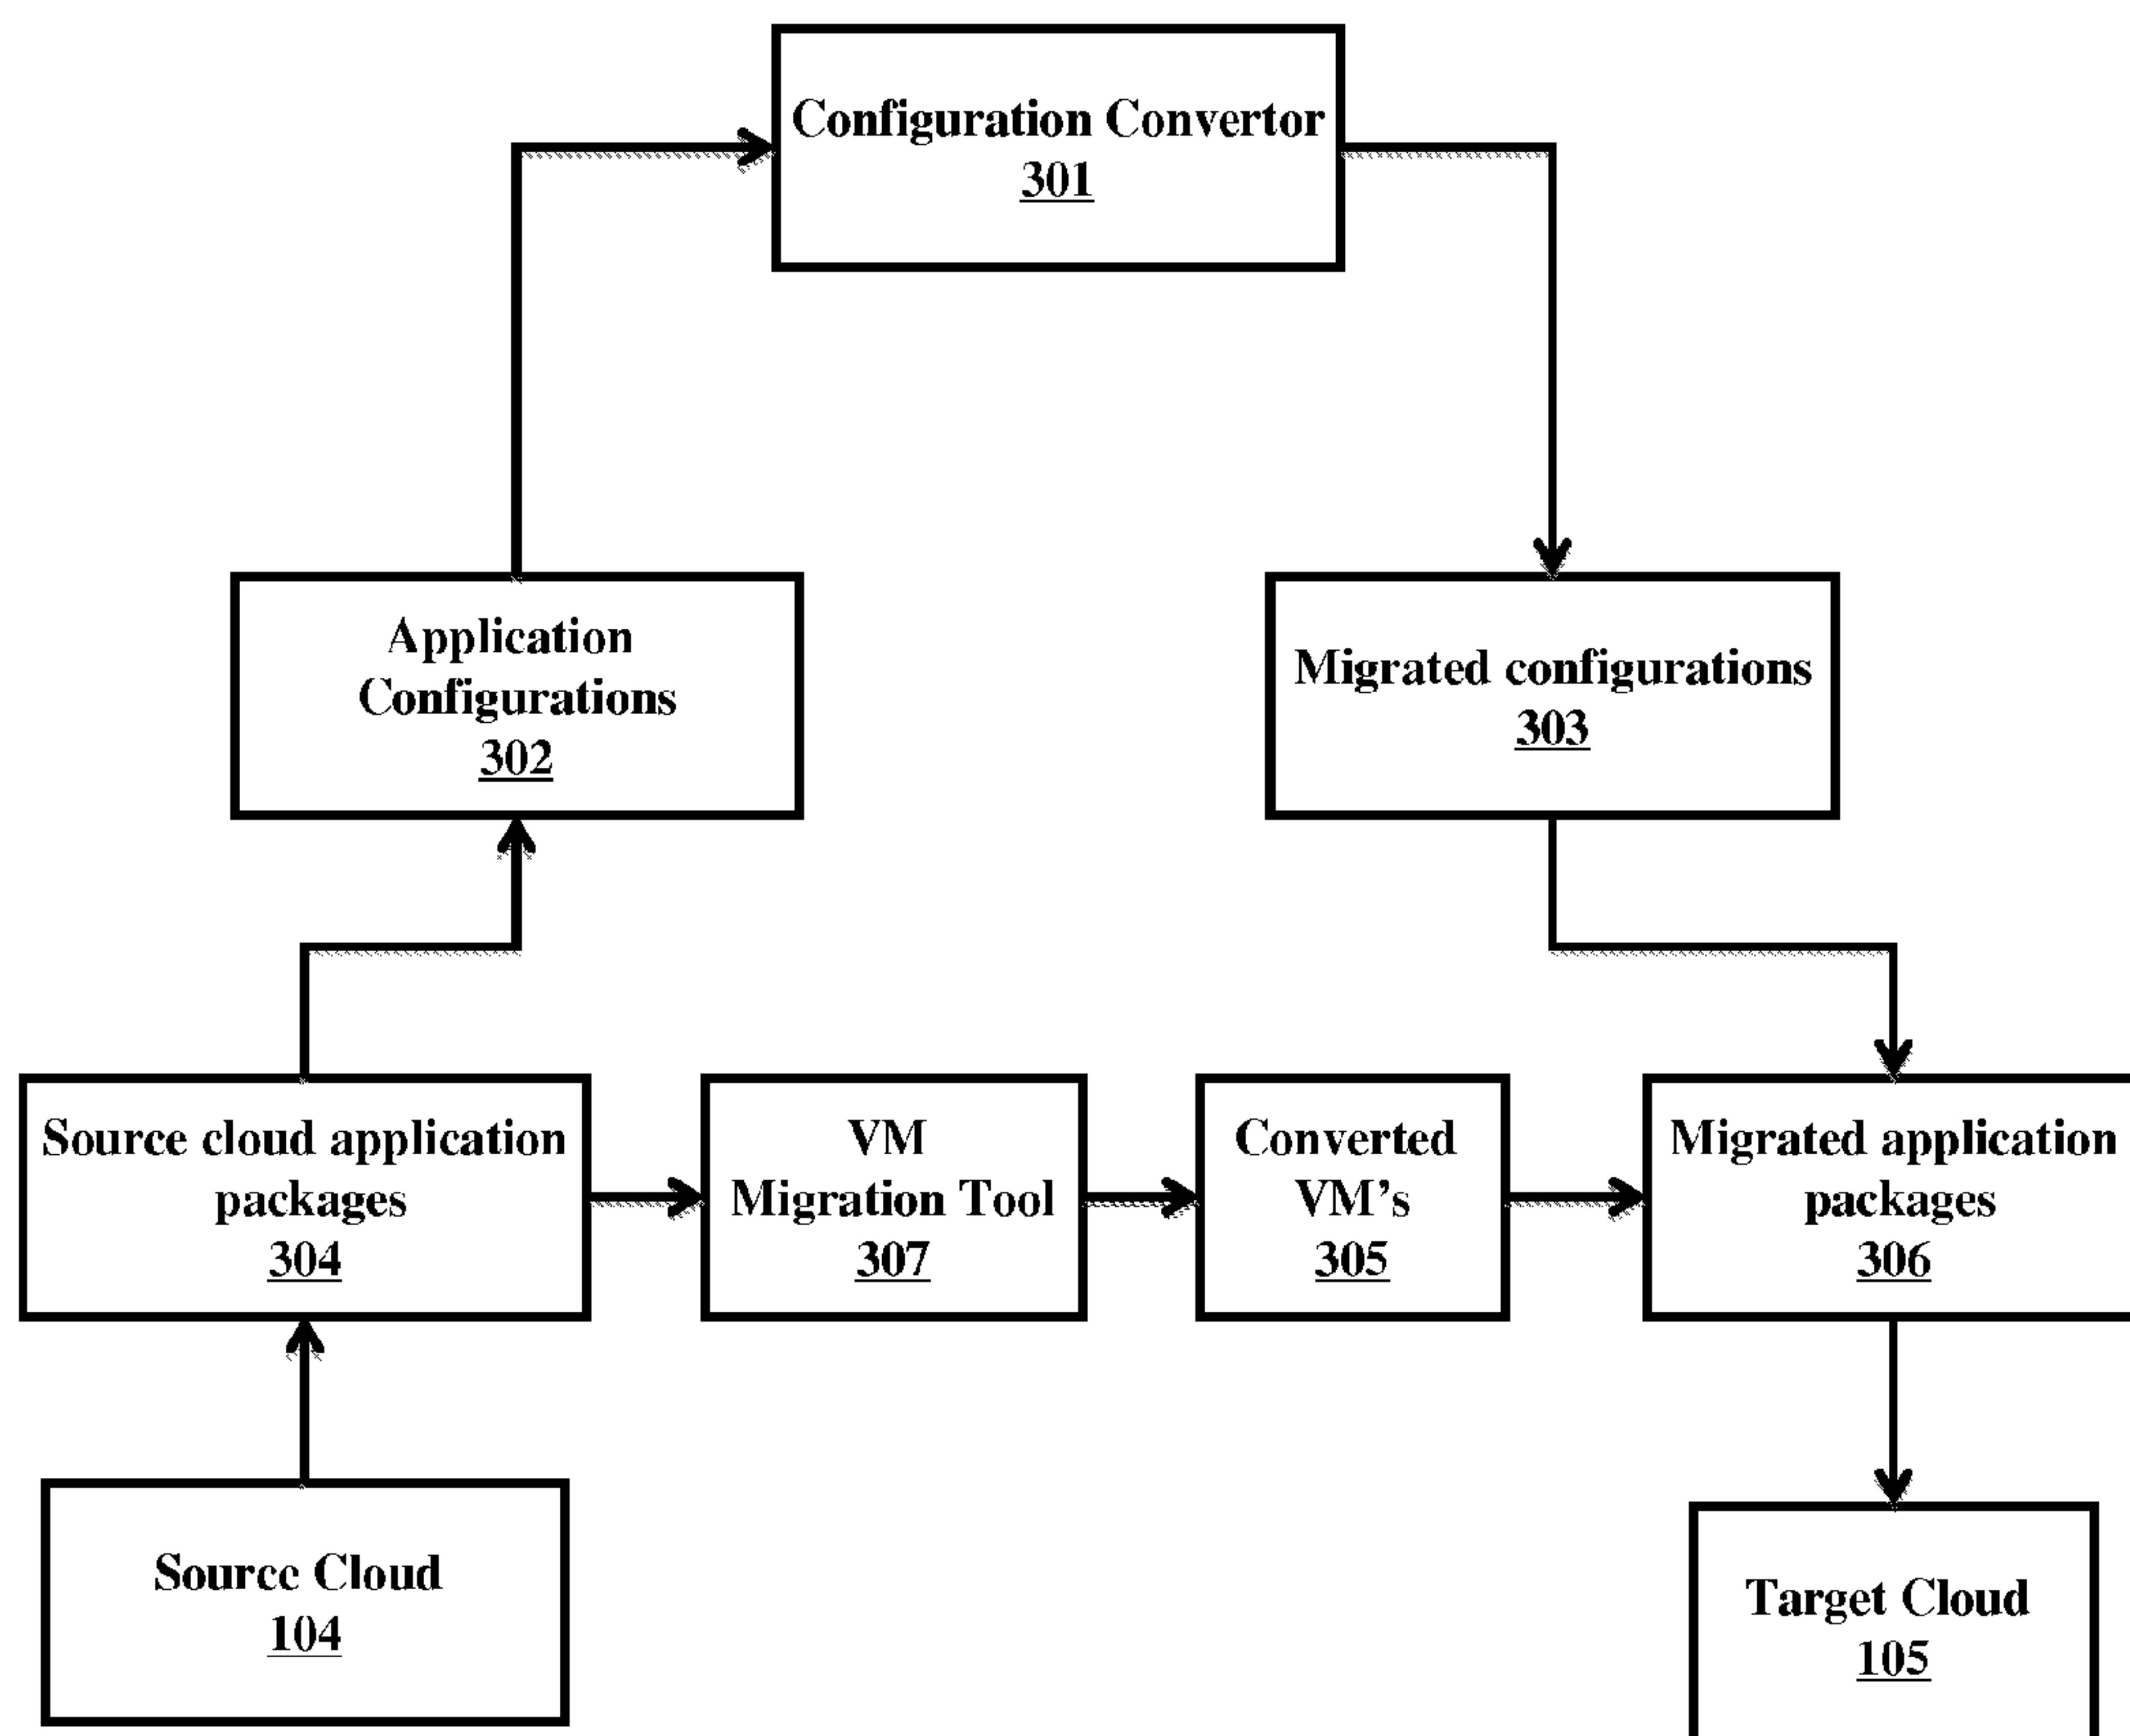 Configuration Convertor
301
Application
Configurations
302
Migrated configurations
303
Source cloud application
packages
304
VM
Migration Tool
307
Converted
VM's
305
Migrated application
packages
306
Source Cloud
104
Target Cloud
105